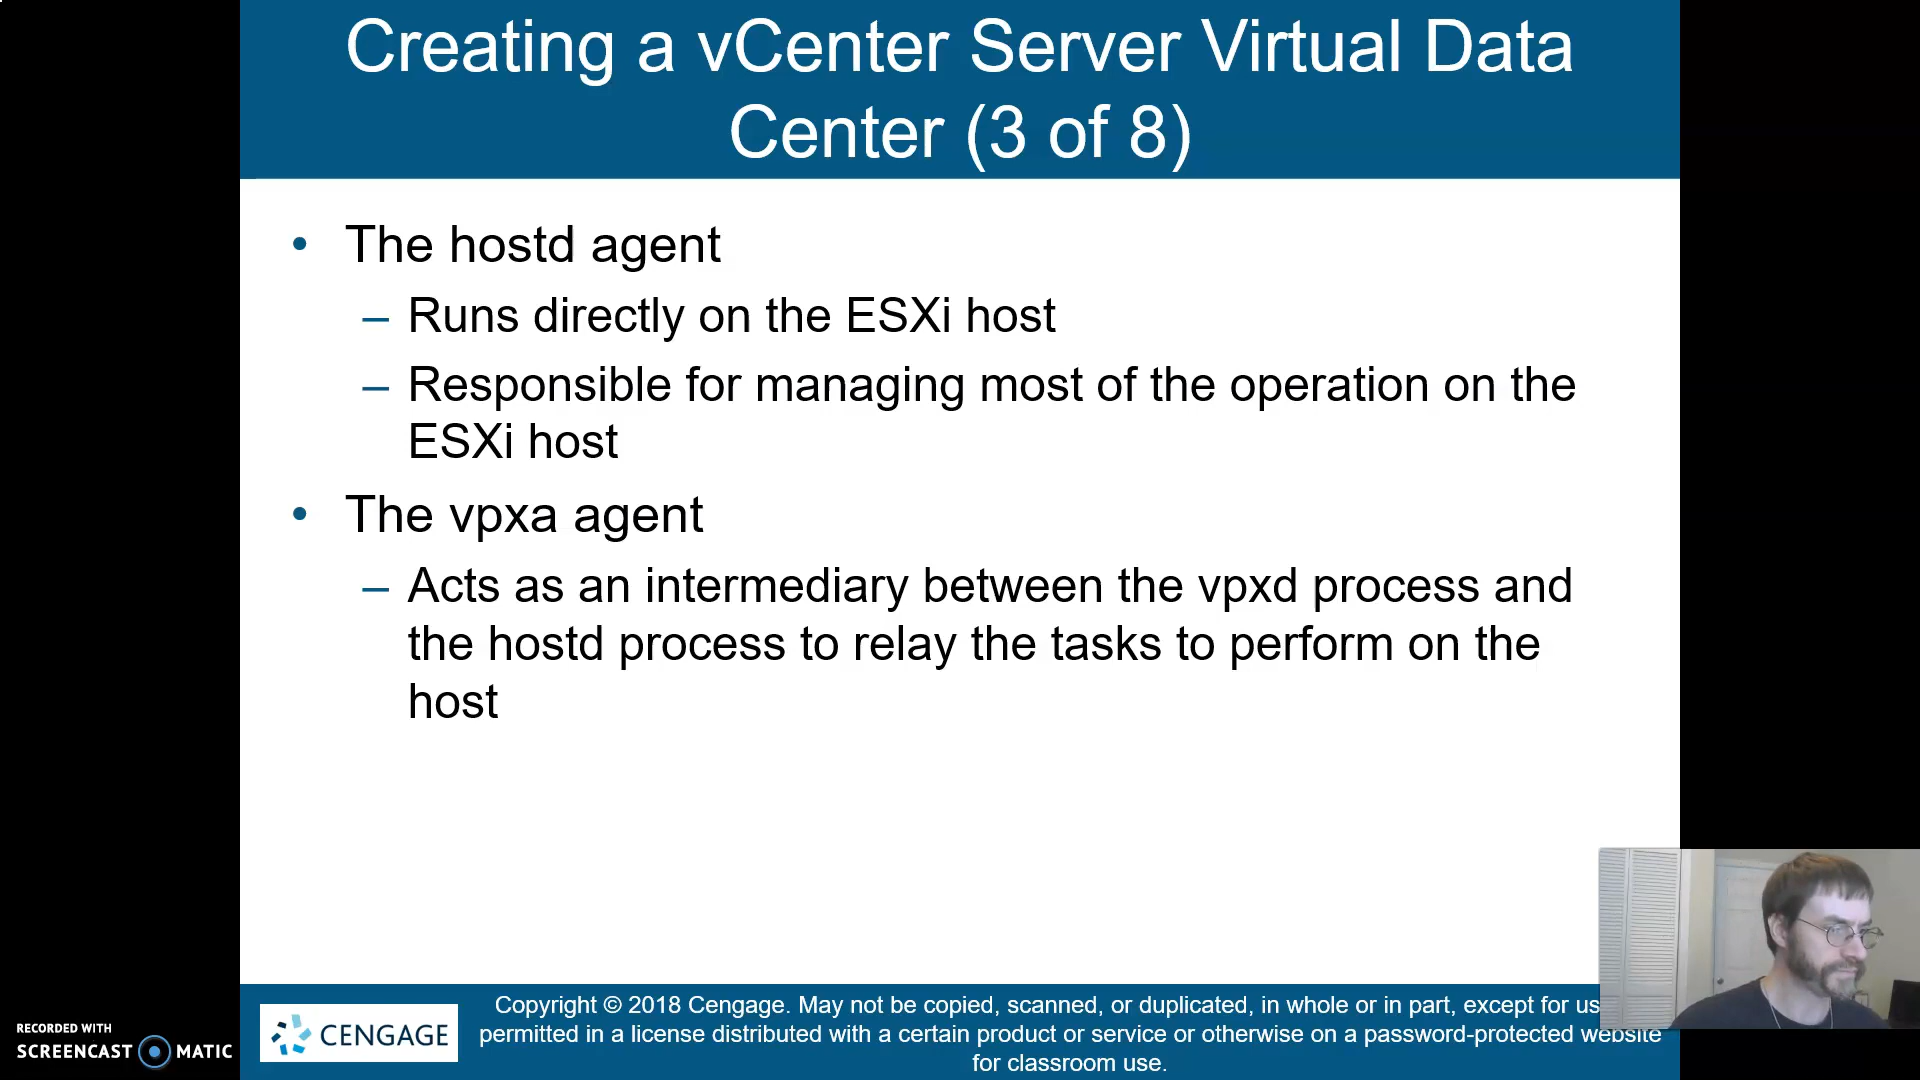 Creating a vCenter Server Virtual Data
Center (3 of 8)
• The hostd agent
– Runs directly on the ESXi host
– Responsible for managing most of the operation on the
ESXi host
• The vpxa agent
– Acts as an intermediary between the vpxd process and
the hostd process to relay the tasks to perform on the
host
RECORDED WITH
SCREENCAST MATIC
CENGAGE
Copyright © 2018 Cengage. May not be copied, scanned, or duplicated, in whole or in part, except for us
permitted in a license distributed with a certain product or service or otherwise on a password-protected website
for classroom use.